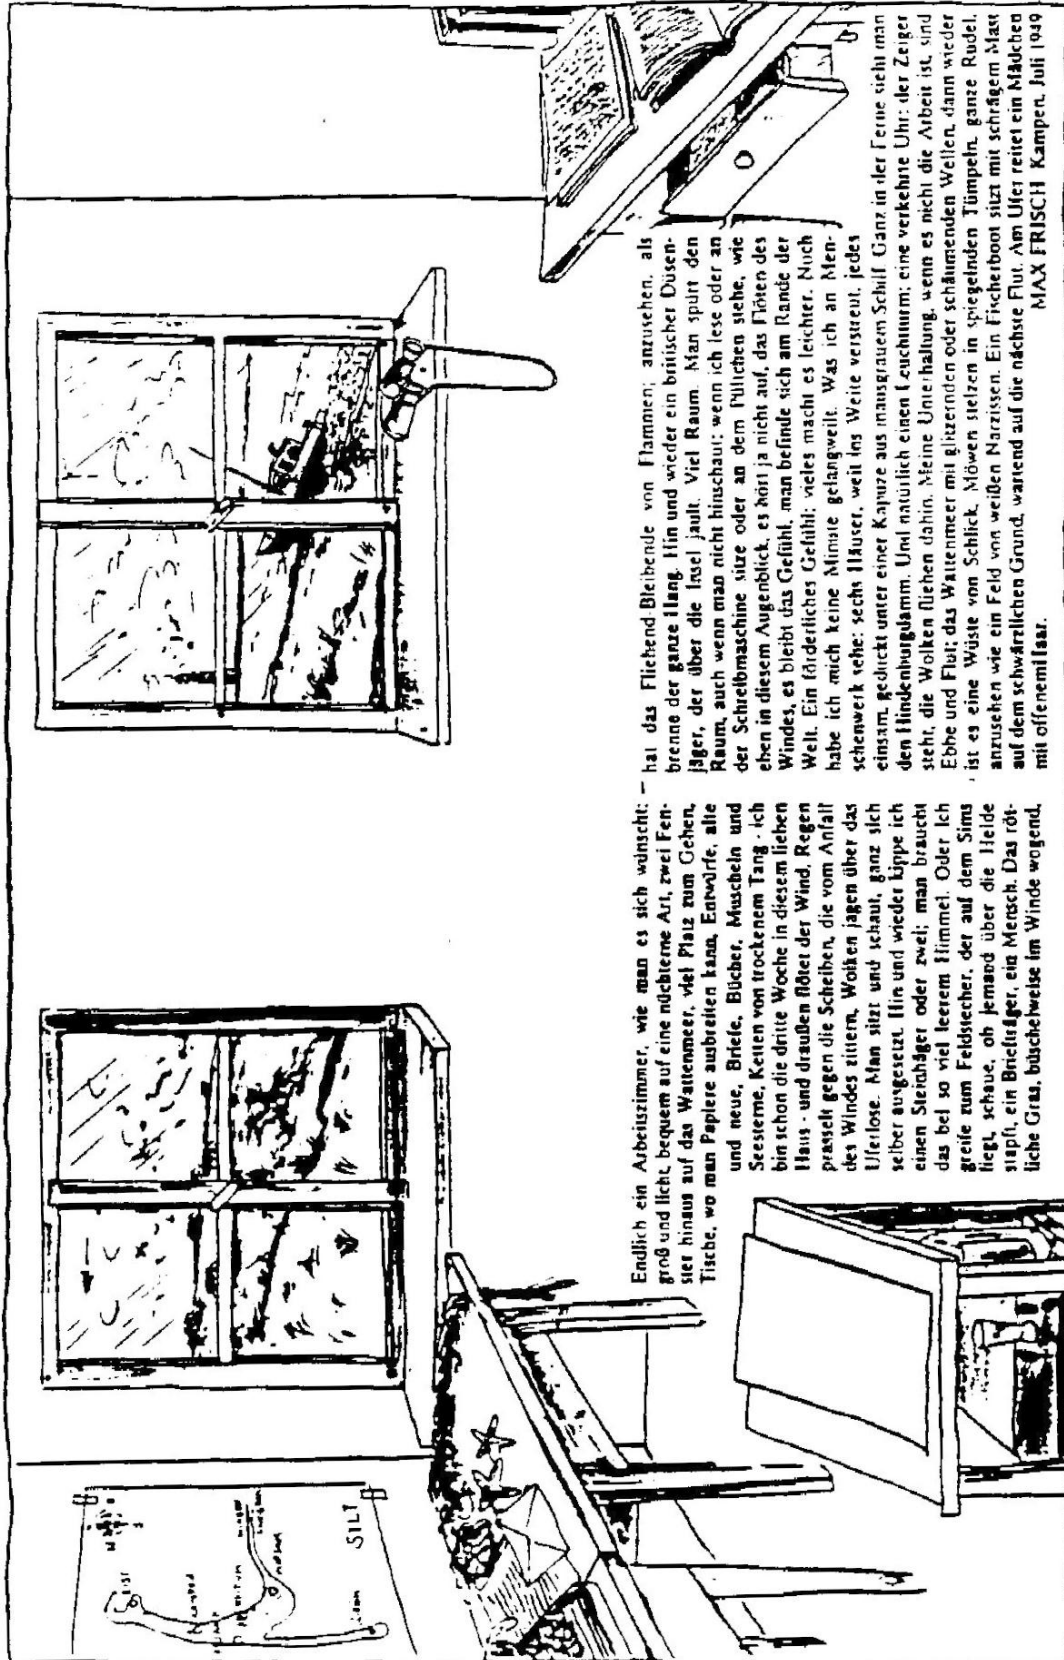 LIST
KAMPEN
SILT
Endlich ein Arbeitszimmer, wie man es sich wünscht:
groß und licht, bequem auf eine nüchterne Art, zwei Fen-
ster hinaus auf das Wattenmeer, viel Platz zum Gehen,
Tische, wo man Papiere ausbreiten kann, Entwürfe, alte
und neue, Briefe, Bücher, Muscheln und
Seesterne, Ketten von trockenem Tang - ich
bin schon die dritte Woche in diesem lieben
Haus - und draußen flötet der Wind, Regen
prasselt gegen die Scheiben, die vom Anfall
des Windes zittern, Wolken jagen über das
Uferlose. Man sitzt und schaut, ganz sich
selber ausgesetzt. Hin und wieder kippe ich
einen Steinhäger oder zwei; man braucht
das bei so viel leerem Himmel. Oder ich
greife zum Feldstecher, der auf dem Sims
liegt, schaue, ob jemand über die Heide
stapft, ein Briefträger, ein Mensch. Das röt-
liche Gras, büschelweise im Winde wogend,
hat das Fliehend-Bleibende von Flammen; anzusehen, als
brenne der ganze Hang. Hin und wieder ein britischer Düsen-
jäger, der über die Insel jault. Viel Raum. Man spürt den
Raum, auch wenn man nicht hinschaut; wenn ich lese oder an
der Schreibmaschine sitze oder an dem Pültchen stehe, wie
eben in diesem Augenblick, es hört ja nicht auf, das Flöten des
Windes, es bleibt das Gefühl, man befinde sich am Rande der
Welt. Ein förderliches Gefühl; vieles macht es leichter. Noch
habe ich mich keine Minute gelangweilt. Was ich an Men-
schenwerk sehe: sechs Häuser, weit ins Weite verstreut, jedes
einsam, geduckt unter einer Kapuze aus mausgrauem Schilf. Ganz in der Ferne sieht man
den Hindenburgdamm. Und natürlich einen Leuchtturm; eine verkehrte Uhr: der Zeiger
steht, die Wolken fliehen dahin. Meine Unterhaltung, wenn es nicht die Arbeit ist, sind
Ebbe und Flut; das Wattenmeer mit glitzernden oder schäumenden Wellen, dann wieder
ist es eine Wüste von Schlick, Möwen stelzen in spiegelnden Tümpeln, ganze Rudel,
anzusehen wie ein Feld von weißen Narzissen. Ein Fischerboot sitzt mit schrägem Mast
auf dem schwärzlichen Grund, wartend auf die nächste Flut. Am Ufer reitet ein Mädchen
mit offenem Haar.
MAX FRISCH Kampen, Juli 1949